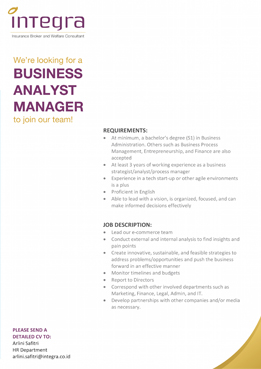 integra
Insurance Broker and Welfare Consultant
We're looking for a
BUSINESS
ANALYST
MANAGER
to join our team!
REQUIREMENTS:
• At minimum, a bachelor's degree (S1) in Business
Administration. Others such as Business Process
Management, Entrepreneurship, and Finance are also
accepted
• At least 3 years of working experience as a business
strategist/analyst/process manager
• Experience in a tech start-up or other agile environments
is a plus
• Proficient in English
• Able to lead with a vision, is organized, focused, and can
make informed decisions effectively
JOB DESCRIPTION:
• Lead our e-commerce team
• Conduct external and internal analysis to find insights and
pain points
• Create innovative, sustainable, and feasible strategies to
address problems/opportunities and push the business
forward in an effective manner
• Monitor timelines and budgets
• Report to Directors
• Correspond with other involved departments such as
Marketing, Finance, Legal, Admin, and IT.
• Develop partnerships with other companies and/or media
as necessary.
PLEASE SEND A
DETAILED CV TO:
Arlini Safitri
HR Department
arlini.safitri@integra.co.id